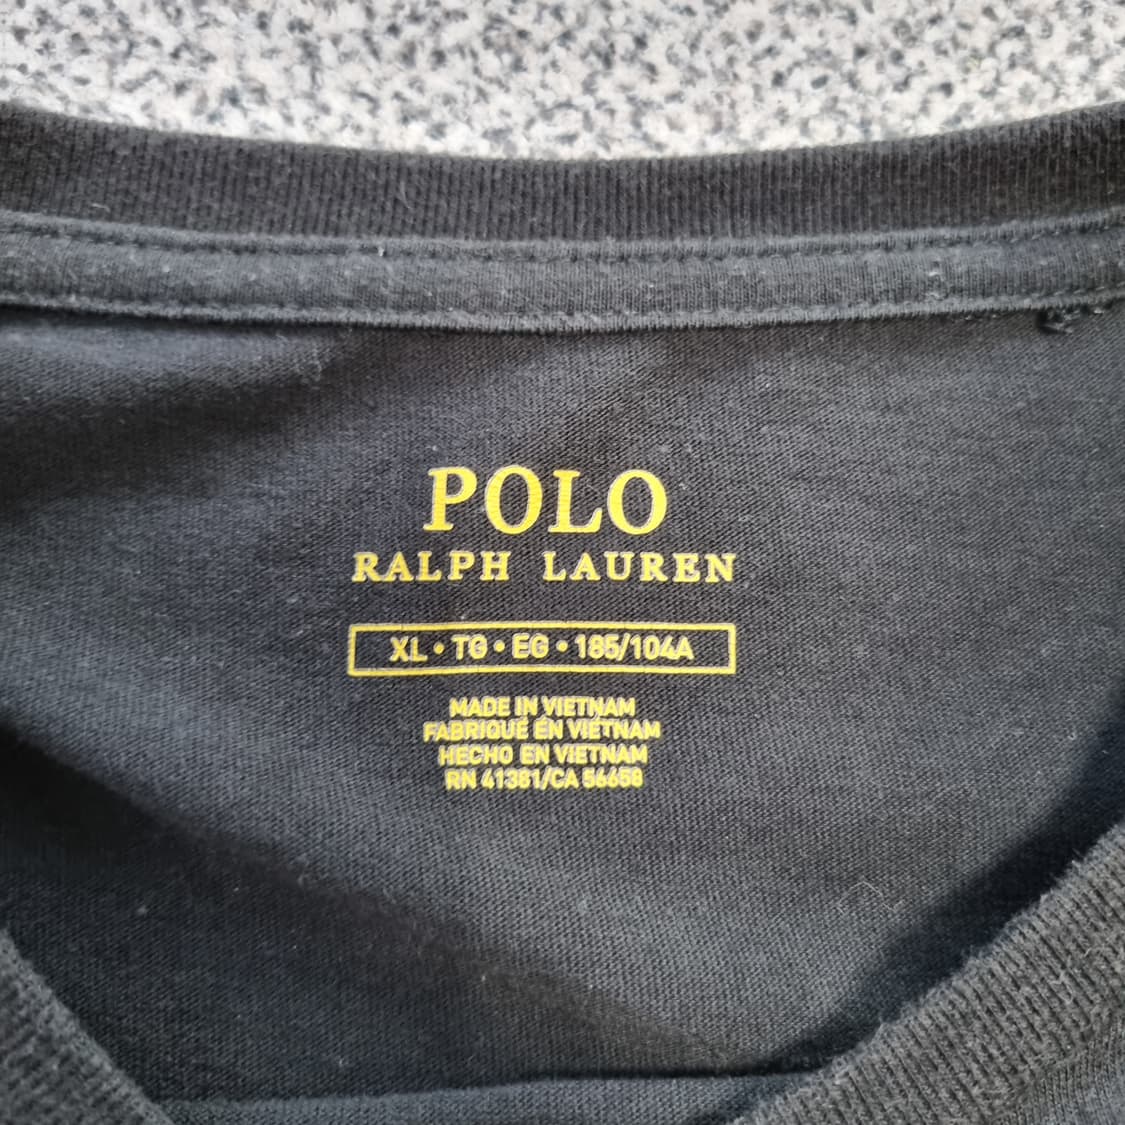 POLO
RALPH LAUREN
XL • TG • EG • 185/104A
MADE IN VIETNAM
FABRIQUÉ EN VIETNAM
HECHO EN VIETNAM
RN 41381/CA 56658